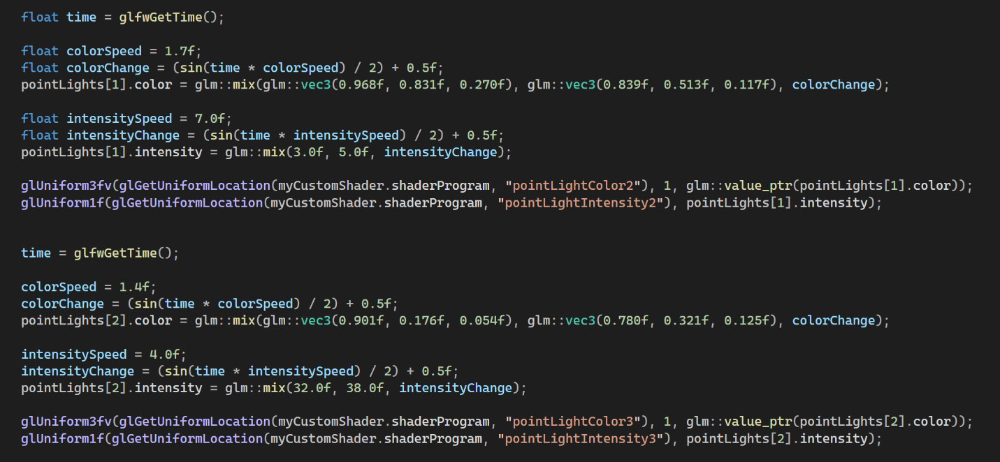 float time = glfwGetTime();
float colorSpeed = 1.7f;
float colorChange = (sin(time * colorSpeed) / 2) + 0.5f;
pointLights[1].color = glm::mix(glm::vec3(0.968f, 0.831f, 0.270f), glm::vec3(0.839f, 0.513f, 0.117f), colorChange);
float intensitySpeed = 7.0f;
float intensityChange = (sin(time * intensitySpeed) / 2) + 0.5f;
pointLights[1].intensity = glm::mix(3.0f, 5.0f, intensityChange);
glUniform3fv(glGetUniformLocation(myCustomShader.shaderProgram, "pointLightColor2"), 1, glm::value_ptr(pointLights[1].color));
glUniform1f(glGetUniformLocation(myCustomShader.shaderProgram, "pointLightIntensity2"), pointLights[1].intensity);
time = glfwGetTime();
colorSpeed = 1.4f;
colorChange = (sin(time * colorSpeed) / 2) + 0.5f;
pointLights[2].color = glm::mix(glm::vec3(0.901f, 0.176f, 0.054f), glm::vec3(0.780f, 0.321f, 0.125f), colorChange);
intensitySpeed = 4.0f;
intensityChange = (sin(time * intensitySpeed) / 2) + 0.5f;
pointLights[2].intensity = glm::mix(32.0f, 38.0f, intensityChange);
glUniform3fv(glGetUniformLocation(myCustomShader.shaderProgram, "pointLightColor3"), 1, glm::value_ptr(pointLights[2].color));
glUniform1f(glGetUniformLocation(myCustomShader.shaderProgram, "pointLightIntensity3"), pointLights[2].intensity);